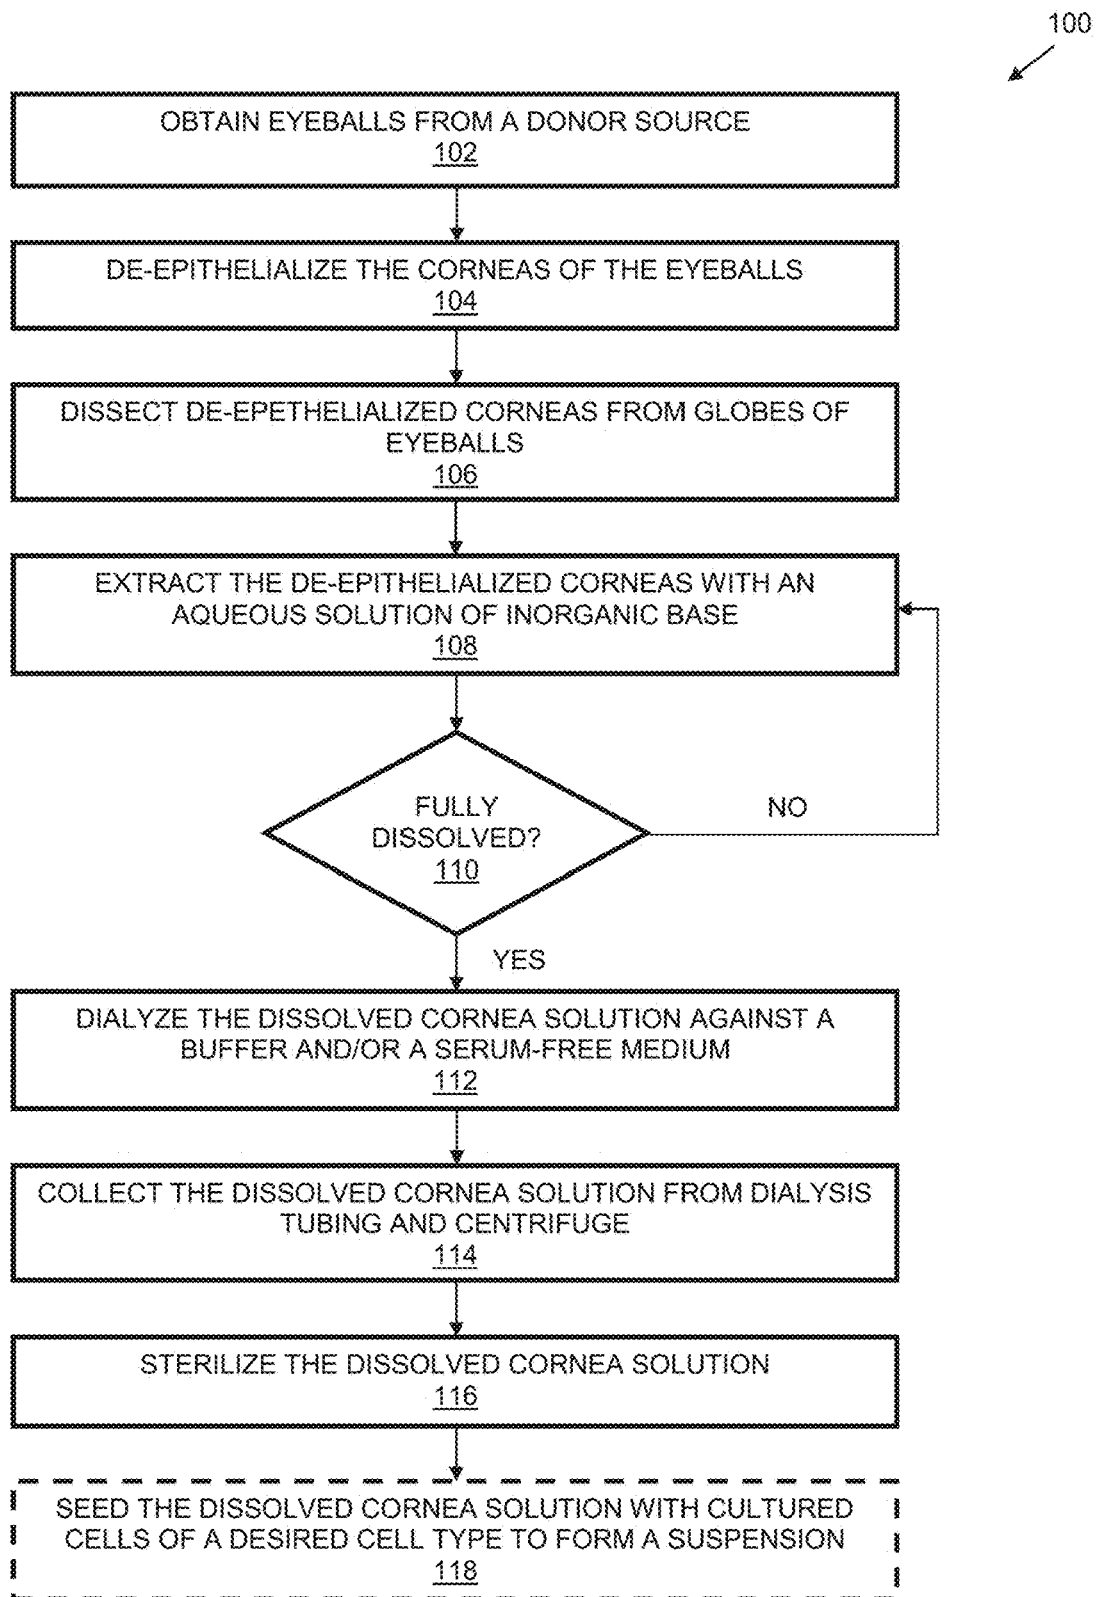 100
OBTAIN EYEBALLS FROM A DONOR SOURCE
102
DE-EPITHELIALIZE THE CORNEAS OF THE EYEBALLS
104
DISSECT DE-EPETHELIALIZED CORNEAS FROM GLOBES OF
EYEBALLS
106
EXTRACT THE DE-EPITHELIALIZED CORNEAS WITH AN
AQUEOUS SOLUTION OF INORGANIC BASE
108
FULLY
DISSOLVED?
110
NO
YES
DIALYZE THE DISSOLVED CORNEA SOLUTION AGAINST A
BUFFER AND/OR A SERUM-FREE MEDIUM
112
COLLECT THE DISSOLVED CORNEA SOLUTION FROM DIALYSIS
TUBING AND CENTRIFUGE
114
STERILIZE THE DISSOLVED CORNEA SOLUTION
116
SEED THE DISSOLVED CORNEA SOLUTION WITH CULTURED
CELLS OF A DESIRED CELL TYPE TO FORM A SUSPENSION
118